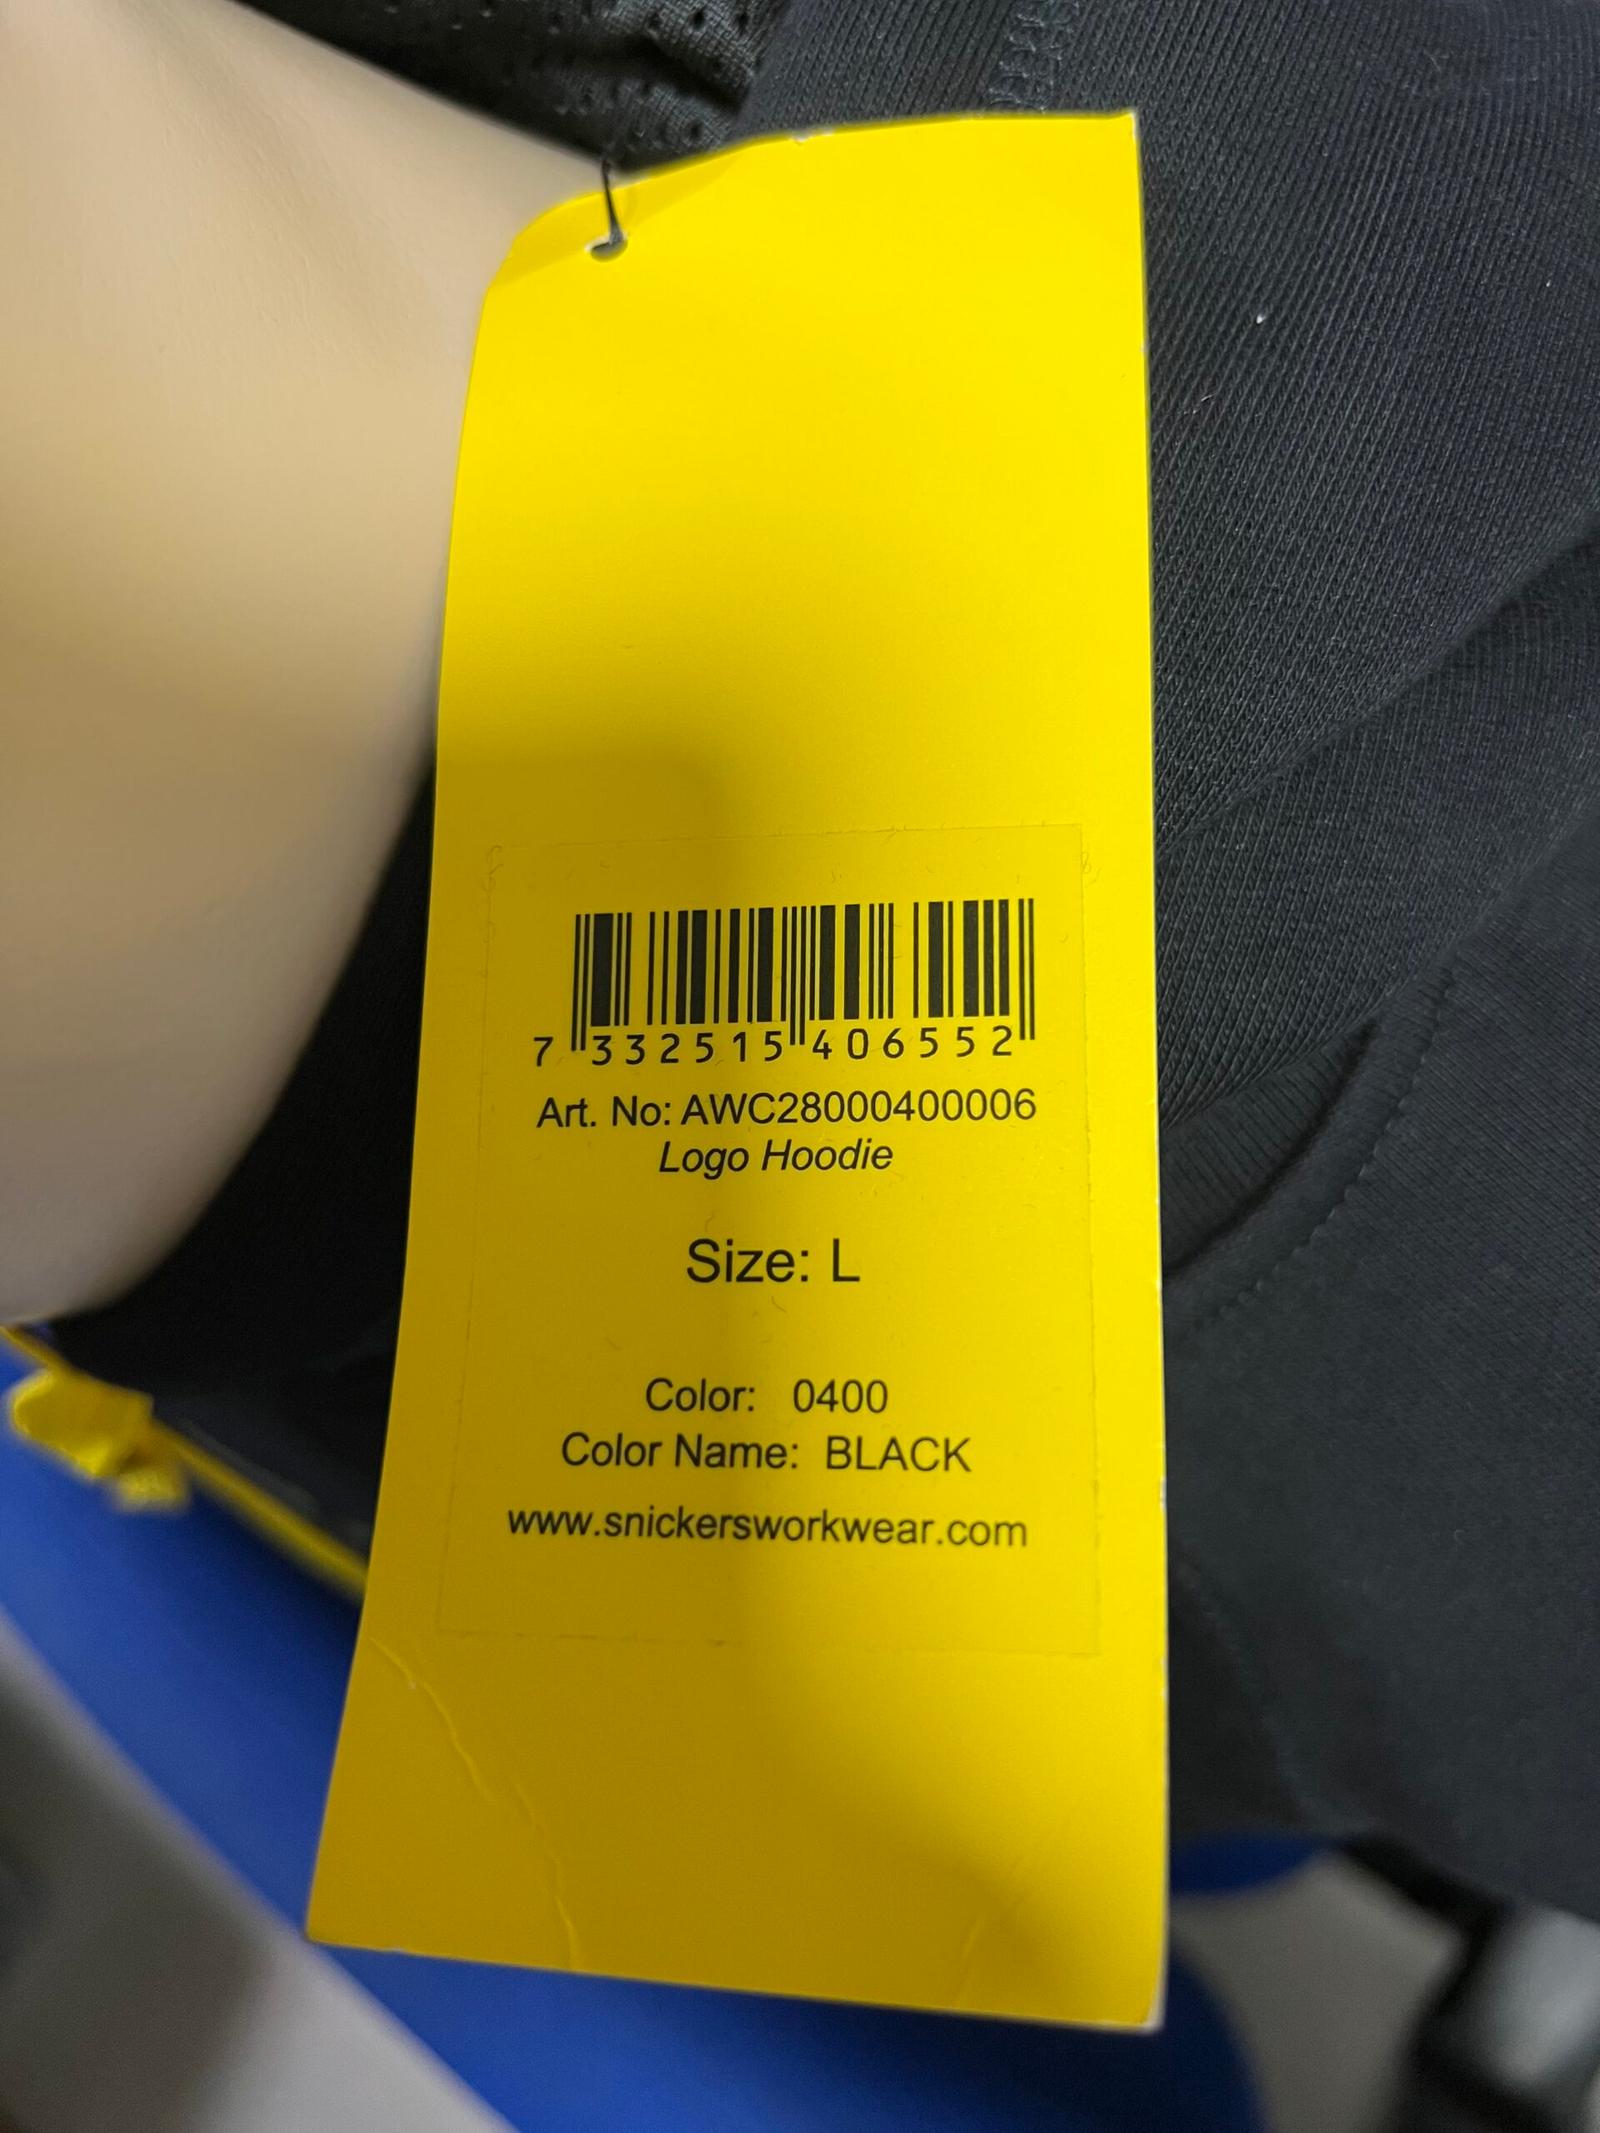 7 332515 406552
Art. No: AWC28000400006
Logo Hoodie
Size: L
Color: 0400
Color Name: BLACK
www.snickersworkwear.com